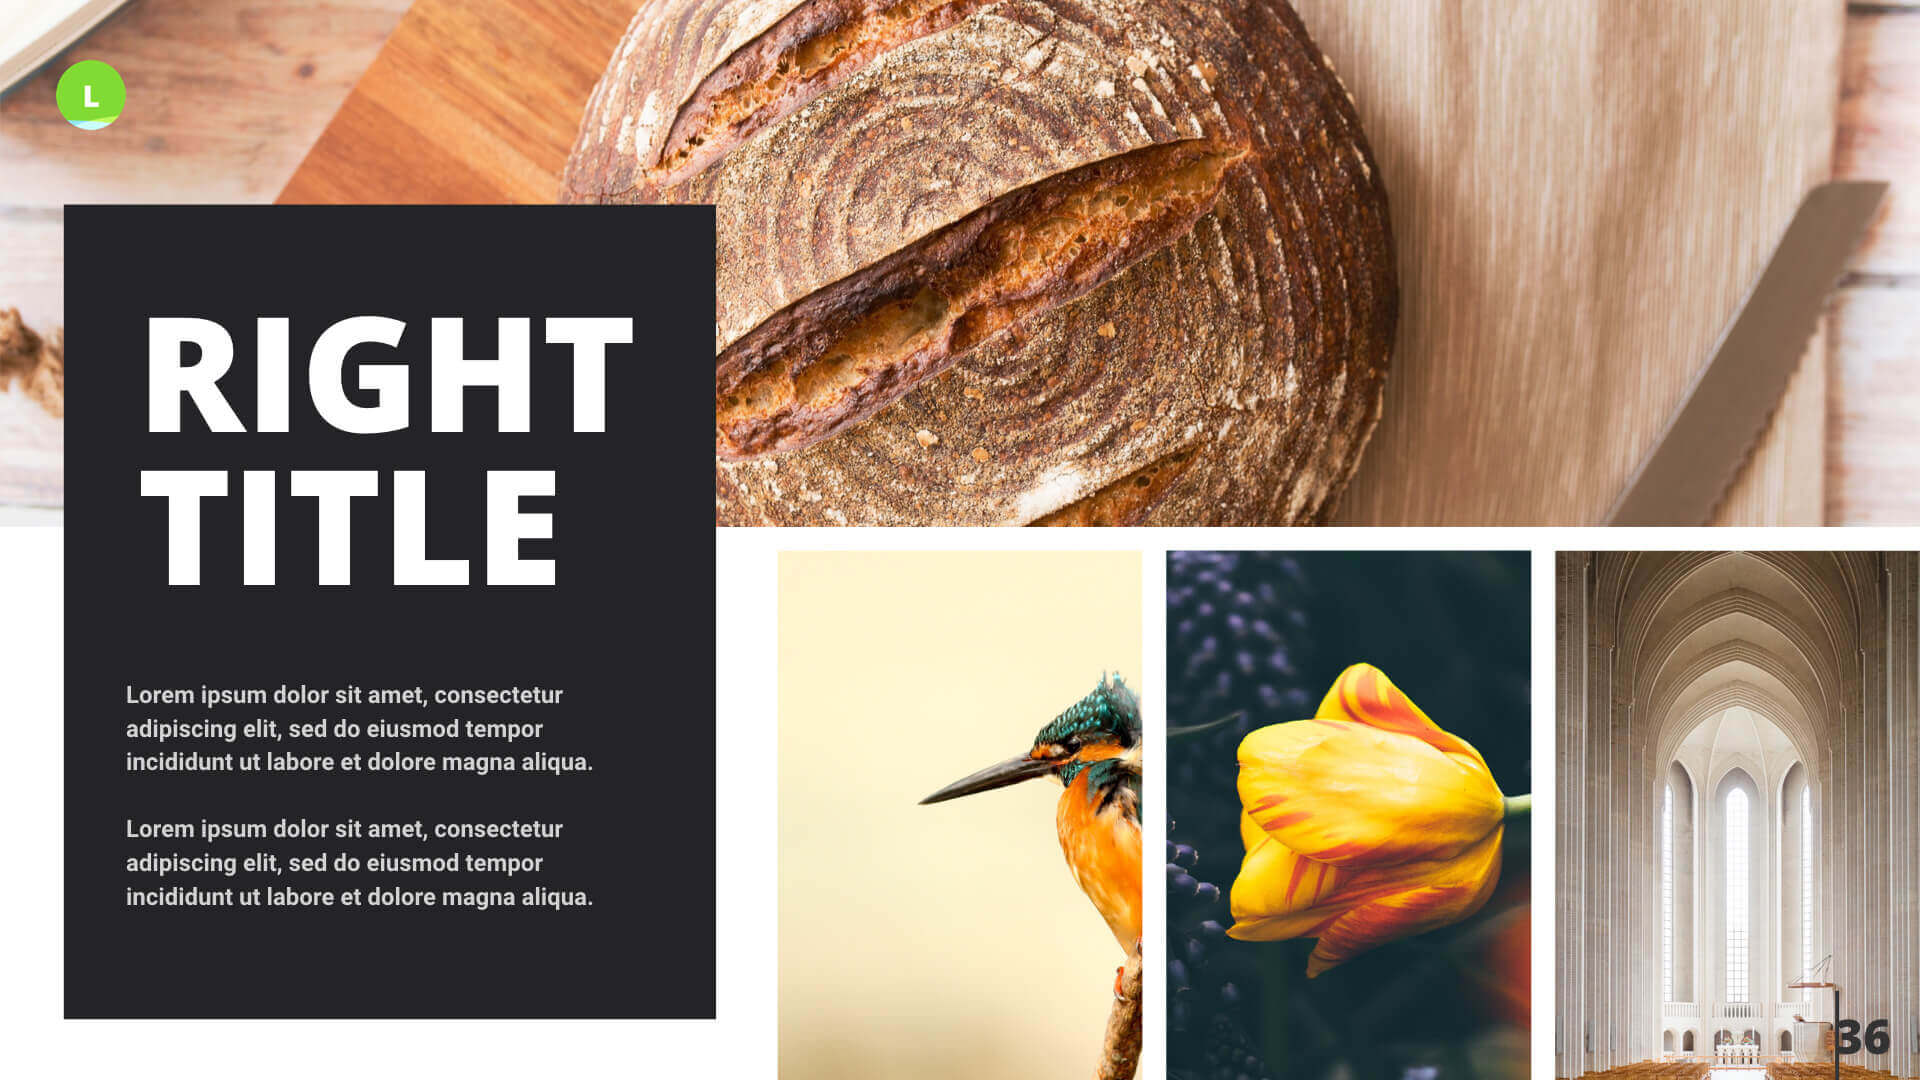 L
RIGHT
TITLE
Lorem ipsum dolor sit amet, consectetur
adipiscing elit, sed do eiusmod tempor
incididunt ut labore et dolore magna aliqua.
Lorem ipsum dolor sit amet, consectetur
adipiscing elit, sed do eiusmod tempor
incididunt ut labore et dolore magna aliqua.
36